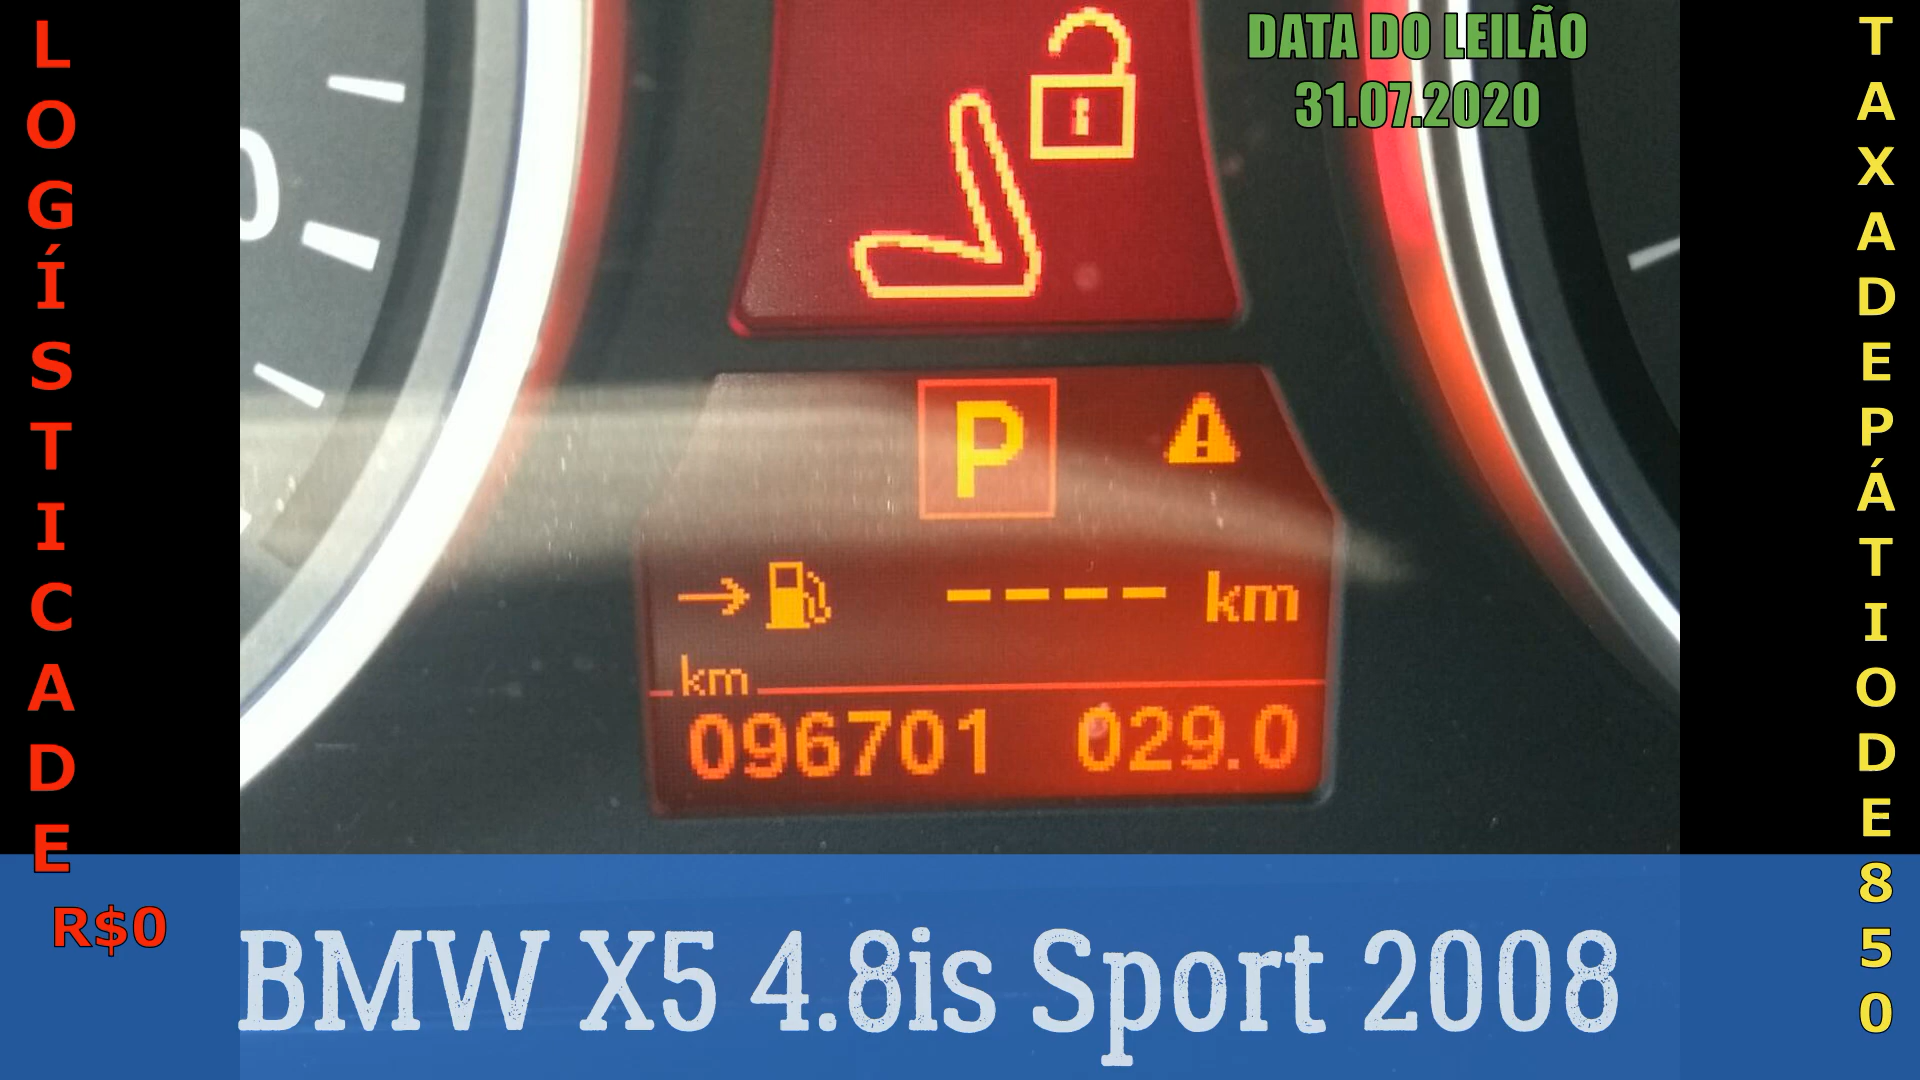 LOGÍSTICA DE
R$0
DATA DO LEILÃO
31.07.2020
P
---- km
km
096701 029.0
BMW X5 4.8is Sport 2008
TAXA DE PÁTIO DE 850